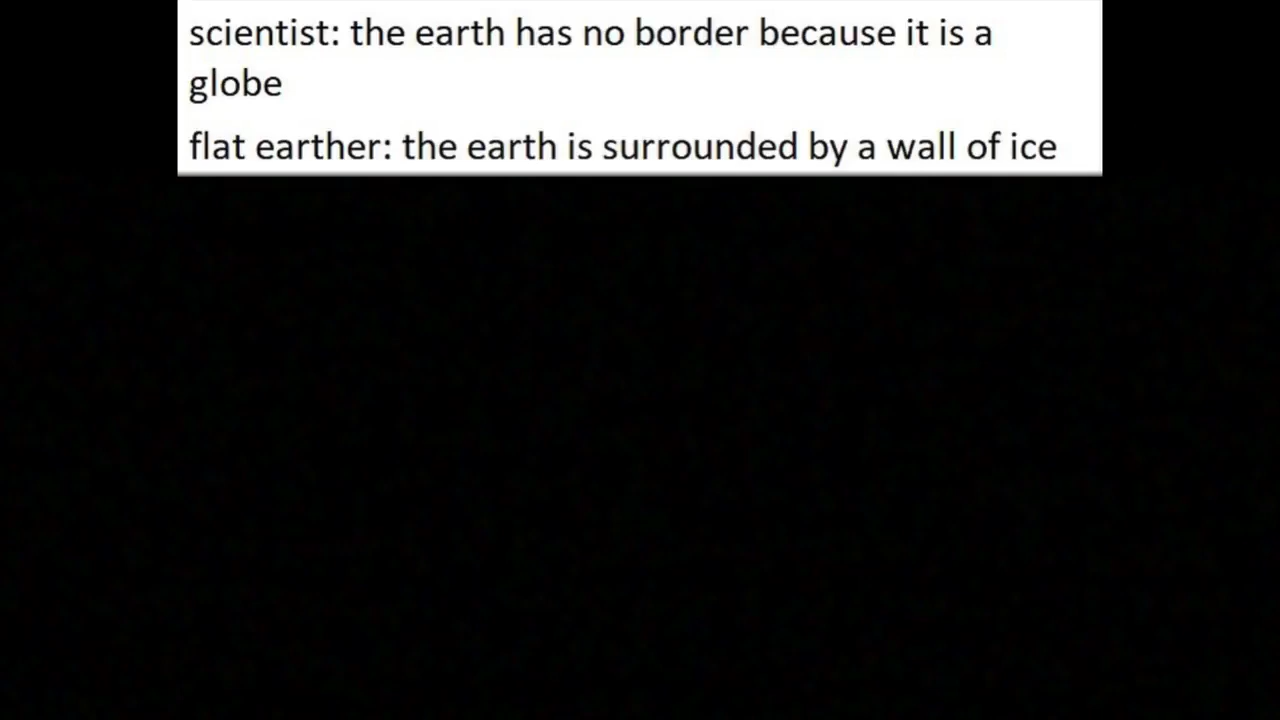 scientist: the earth has no border because it is a
globe
flat earther: the earth is surrounded by a wall of ice